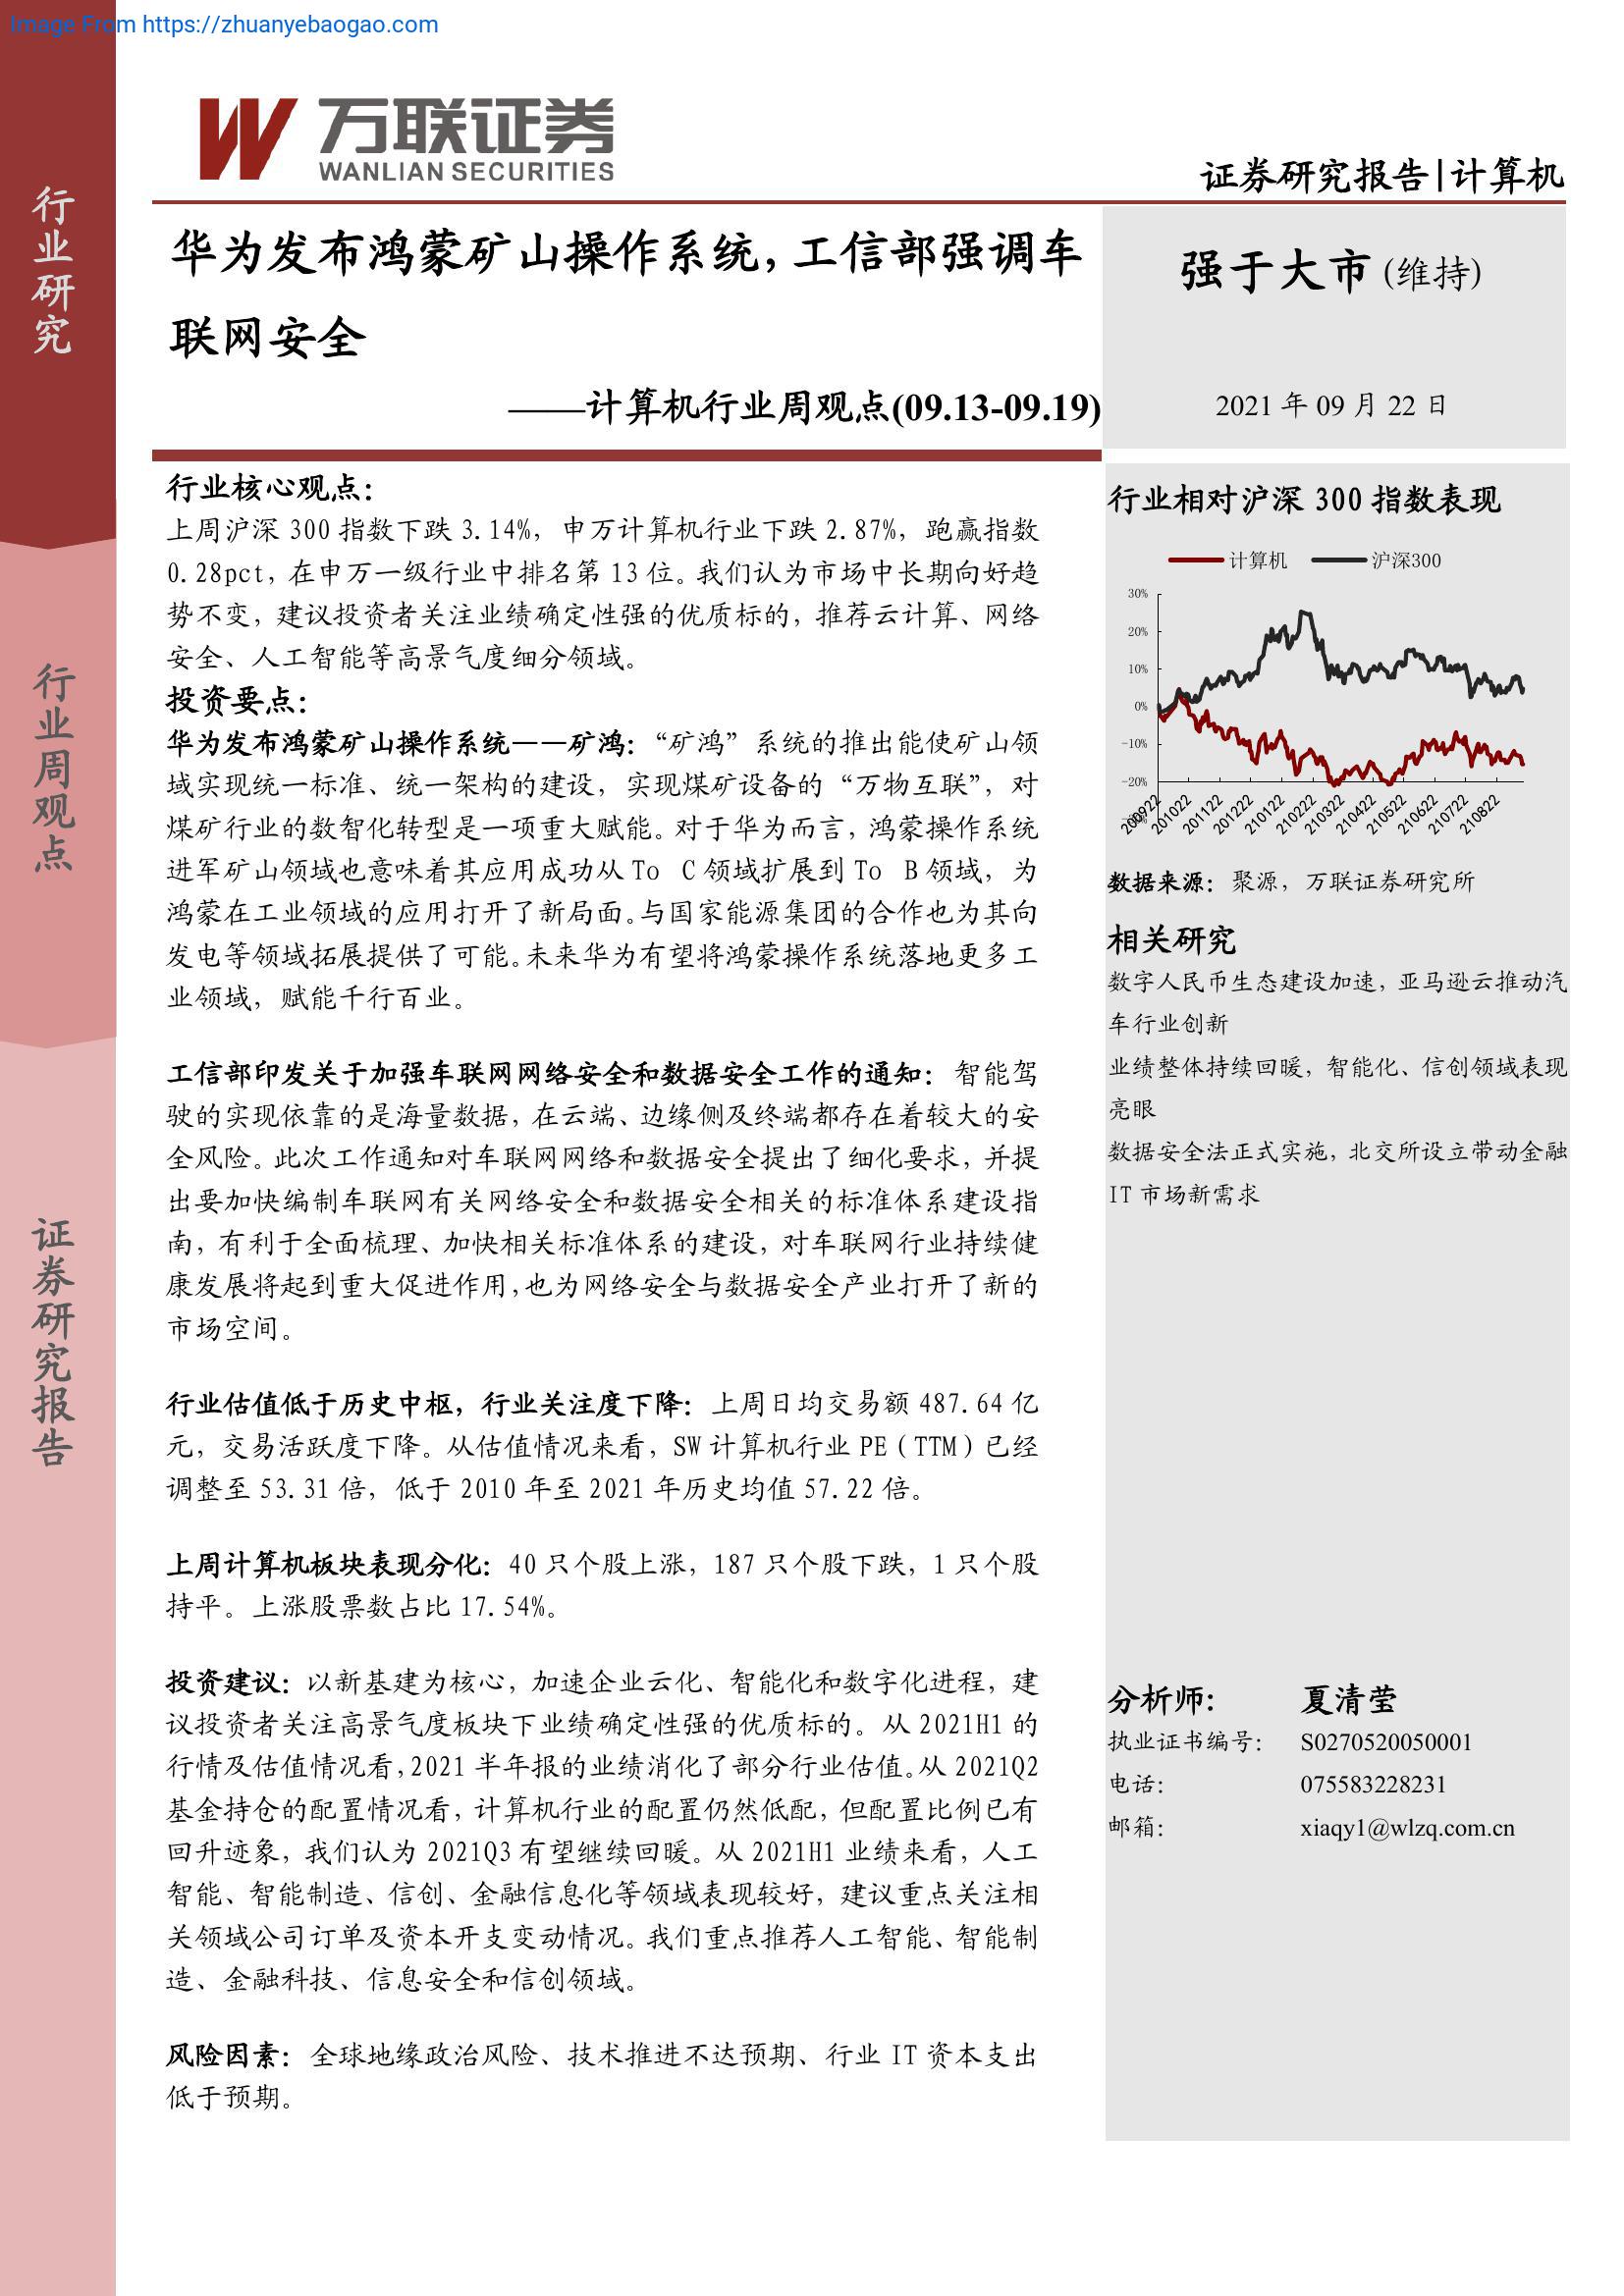 Image From https://zhuanyebaogao.com
万联证券
WANLIAN SECURITIES
证券研究报告|计算机
行业研究
行业周观点
证券研究报告
华为发布鸿蒙矿山操作系统，工信部强调车
联网安全
——计算机行业周观点(09.13-09.19)
强于大市(维持)
2021 年 09 月 22 日
行业核心观点：
上周沪深 300 指数下跌 3.14%，申万计算机行业下跌 2.87%，跑赢指数
0.28pct，在申万一级行业中排名第 13 位。我们认为市场中长期向好趋
势不变，建议投资者关注业绩确定性强的优质标的，推荐云计算、网络
安全、人工智能等高景气度细分领域。
投资要点：
华为发布鸿蒙矿山操作系统——矿鸿：“矿鸿”系统的推出能使矿山领
域实现统一标准、统一架构的建设，实现煤矿设备的“万物互联”，对
煤矿行业的数智化转型是一项重大赋能。对于华为而言，鸿蒙操作系统
进军矿山领域也意味着其应用成功从 To C 领域扩展到 To B 领域，为
鸿蒙在工业领域的应用打开了新局面。与国家能源集团的合作也为其向
发电等领域拓展提供了可能。未来华为有望将鸿蒙操作系统落地更多工
业领域，赋能千行百业。
工信部印发关于加强车联网网络安全和数据安全工作的通知：智能驾
驶的实现依靠的是海量数据，在云端、边缘侧及终端都存在着较大的安
全风险。此次工作通知对车联网网络和数据安全提出了细化要求，并提
出要加快编制车联网有关网络安全和数据安全相关的标准体系建设指
南，有利于全面梳理、加快相关标准体系的建设，对车联网行业持续健
康发展将起到重大促进作用，也为网络安全与数据安全产业打开了新的
市场空间。
行业估值低于历史中枢，行业关注度下降：上周日均交易额 487.64 亿
元，交易活跃度下降。从估值情况来看，SW 计算机行业 PE（TTM）已经
调整至 53.31 倍，低于 2010 年至 2021 年历史均值 57.22 倍。
上周计算机板块表现分化：40 只个股上涨，187 只个股下跌，1 只个股
持平。上涨股票数占比 17.54%。
投资建议：以新基建为核心，加速企业云化、智能化和数字化进程，建
议投资者关注高景气度板块下业绩确定性强的优质标的。从 2021H1 的
行情及估值情况看，2021 半年报的业绩消化了部分行业估值。从 2021Q2
基金持仓的配置情况看，计算机行业的配置仍然低配，但配置比例已有
回升迹象，我们认为 2021Q3 有望继续回暖。从 2021H1 业绩来看，人工
智能、智能制造、信创、金融信息化等领域表现较好，建议重点关注相
关领域公司订单及资本开支变动情况。我们重点推荐人工智能、智能制
造、金融科技、信息安全和信创领域。
风险因素：全球地缘政治风险、技术推进不达预期、行业 IT 资本支出
低于预期。
行业相对沪深 300 指数表现
计算机 沪深300
30%
20%
10%
0%
-10%
-20%
200922 201022 201122 201222 210122 210222 210322 210422 210522 210622 210722 210822
数据来源：聚源，万联证券研究所
相关研究
数字人民币生态建设加速，亚马逊云推动汽
车行业创新
业绩整体持续回暖，智能化、信创领域表现
亮眼
数据安全法正式实施，北交所设立带动金融
IT 市场新需求
分析师: 夏清莹
执业证书编号： S0270520050001
电话： 075583228231
邮箱： xiaqy1@wlzq.com.cn